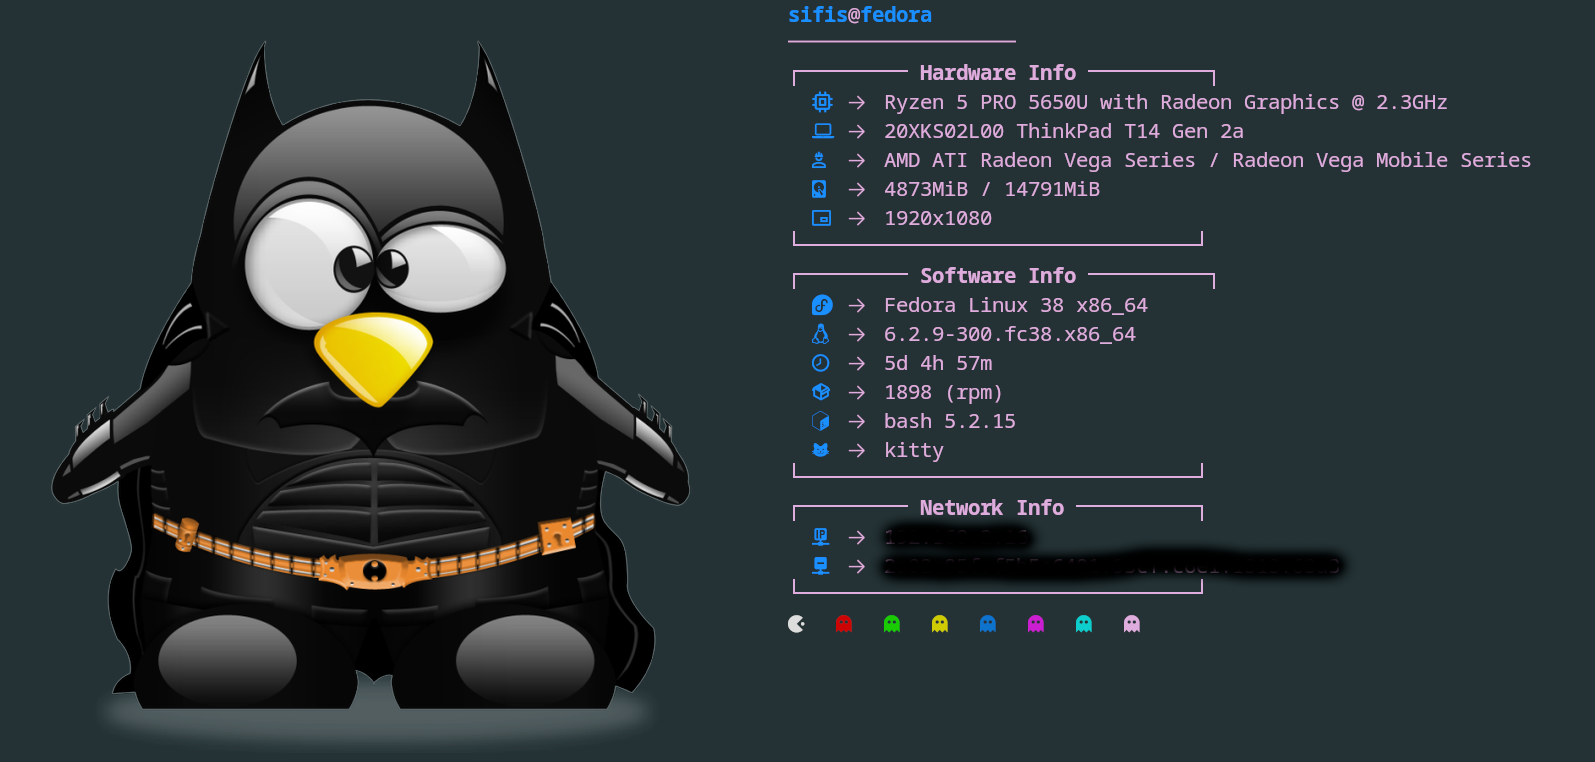 sifis@fedora
Hardware Info
Ryzen 5 PRO 5650U with Radeon Graphics @ 2.3GHz
20XKS02L00 ThinkPad T14 Gen 2a
AMD ATI Radeon Vega Series / Radeon Vega Mobile Series
4873MiB / 14791MiB
1920x1080
Software Info
Fedora Linux 38 x86_64
6.2.9-300.fc38.x86_64
5d 4h 57m
1898 (rpm)
bash 5.2.15
kitty
Network Info